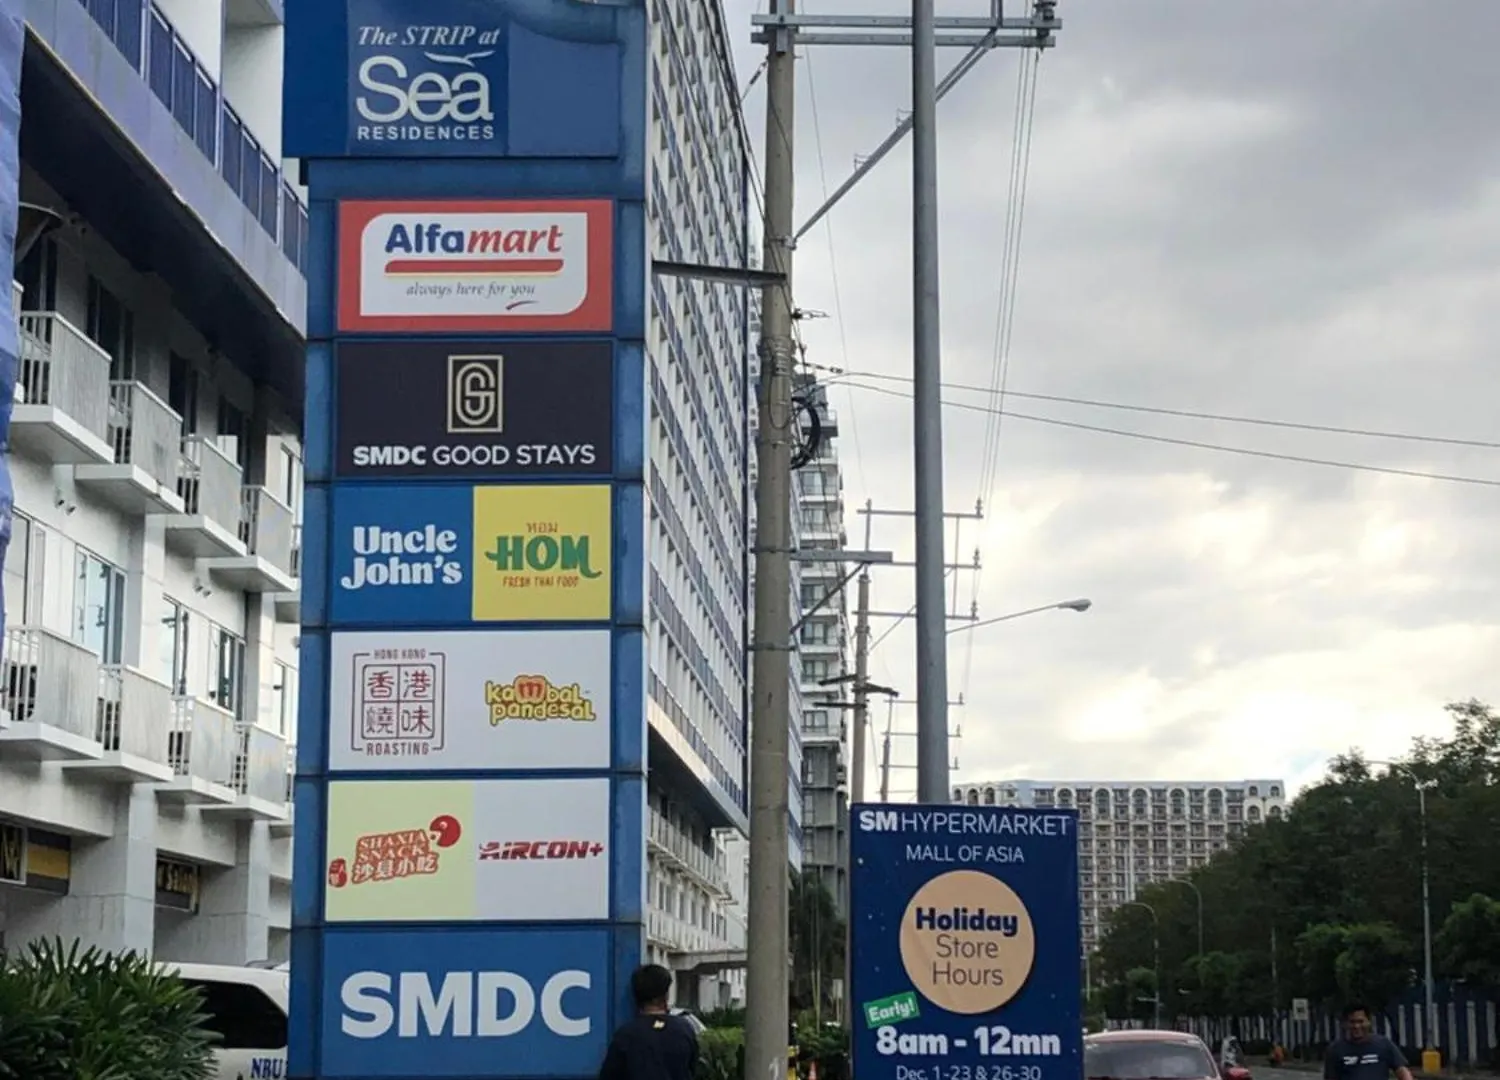 The STRIP at
Sea
RESIDENCES
Alfamart
always here for you
SMDC GOOD STAYS
Uncle
John's
หอม
HOM
FRESH THAI FOOD
HONG KONG
香港
燒味
ROASTING
kambal
pandesal
SHAXIA
SNACK
沙县小吃
AIRCON+
SMDC
NBU
SM HYPERMARKET
MALL OF ASIA
Holiday
Store
Hours
Early!
8am - 12mn
Dec. 1-23 & 26-30